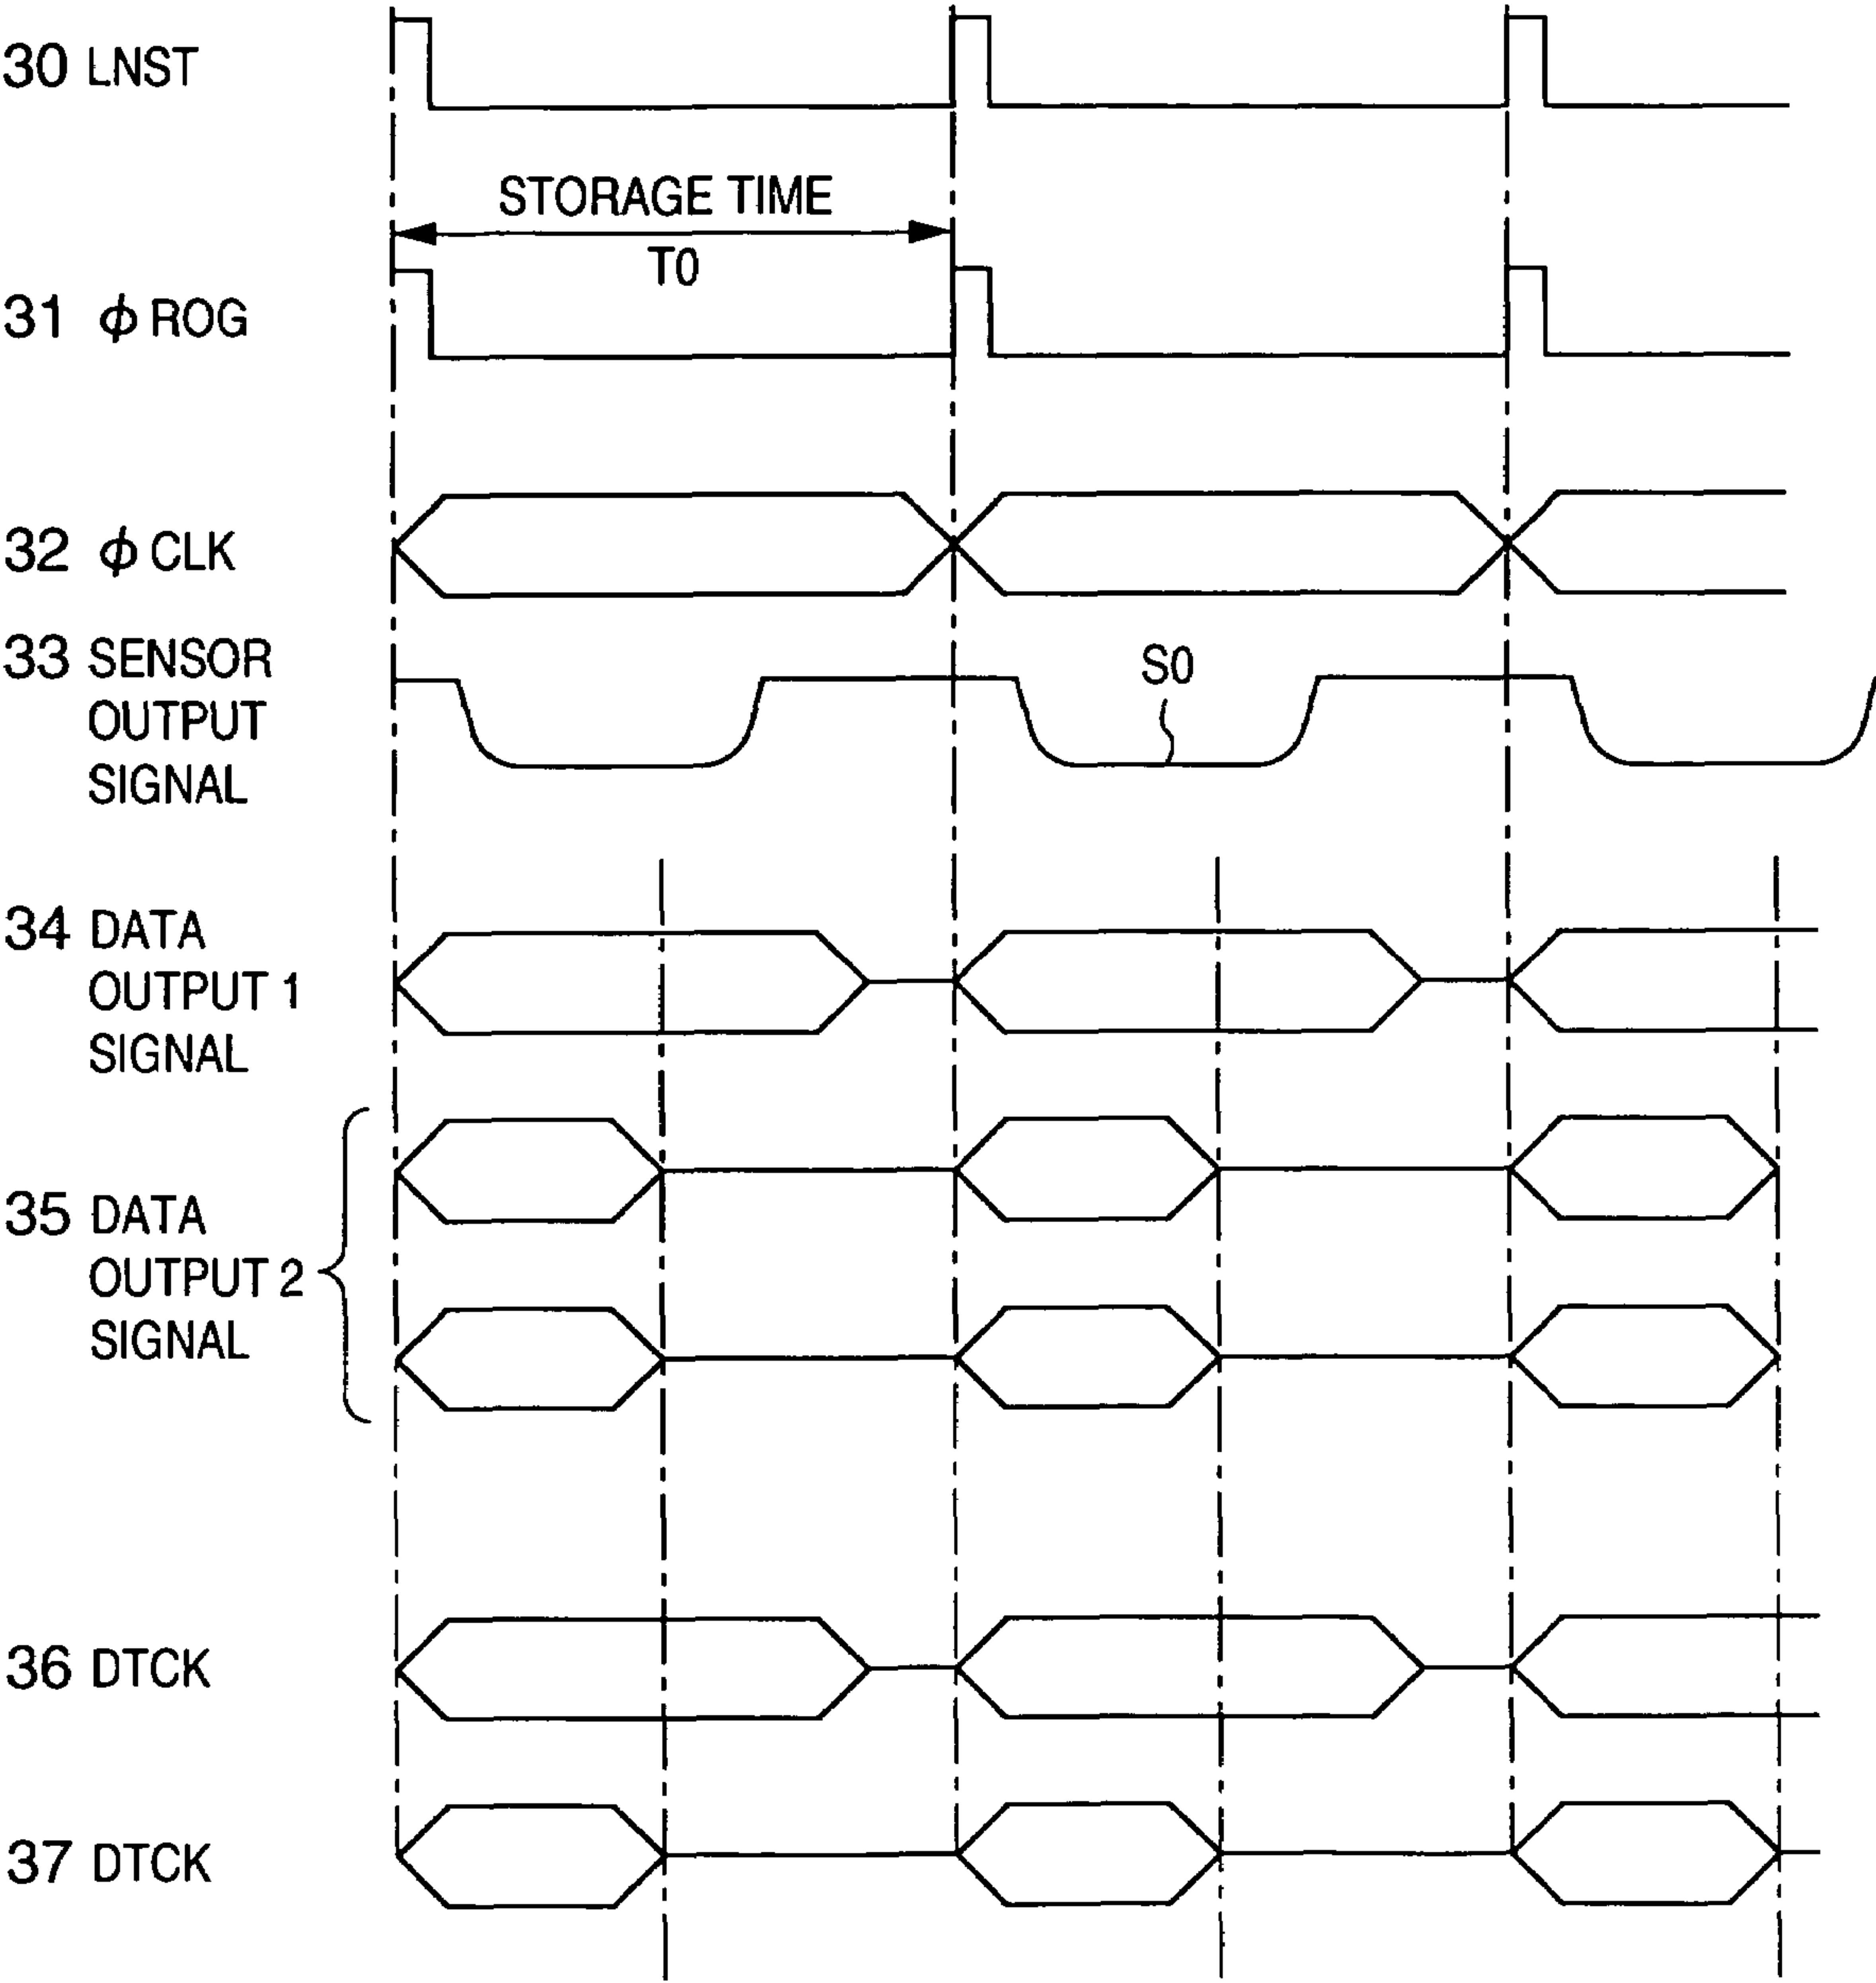 30 LNST
STORAGE TIME
T0
31 ϕ ROG
32 ϕ CLK
33 SENSOR
OUTPUT
SIGNAL
S0
34 DATA
OUTPUT 1
SIGNAL
35 DATA
OUTPUT 2
SIGNAL
36 DTCK
37 DTCK